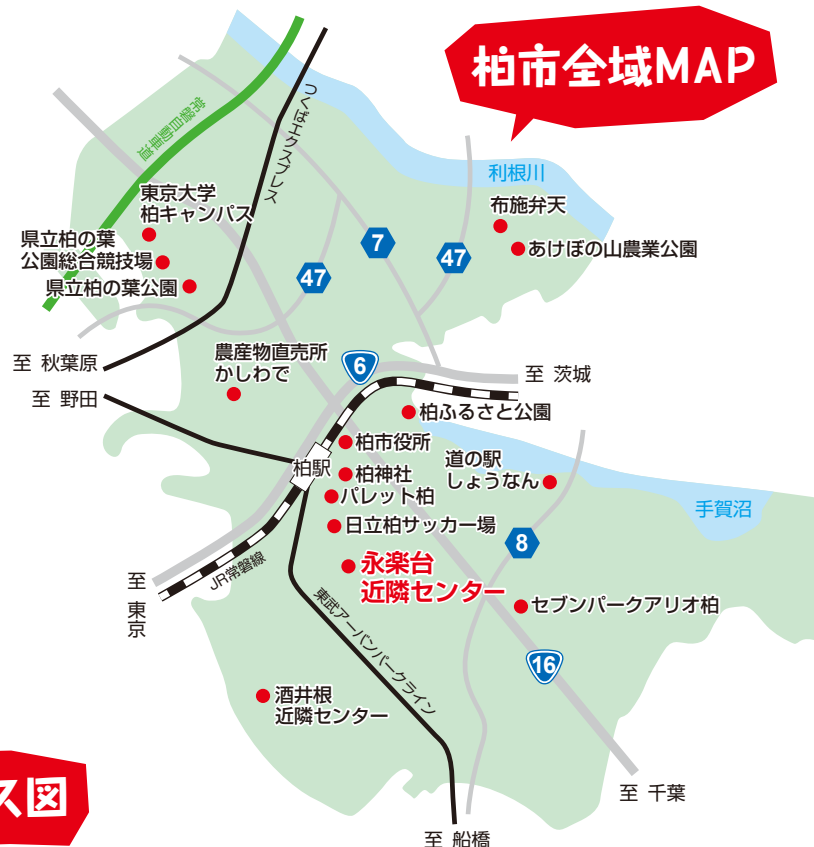 柏市全域MAP
常磐自動車道
つくばエクスプレス
利根川
布施弁天
あけぼの山農業公園
東京大学
柏キャンパス
県立柏の葉
公園総合競技場
県立柏の葉公園
7
47
47
至 秋葉原
至 野田
農産物直売所
かしわで
6
至 茨城
柏ふるさと公園
柏市役所
柏駅
柏神社
パレット柏
道の駅
しょうなん
手賀沼
日立柏サッカー場
8
永楽台
近隣センター
JR常磐線
至 東京
セブンパークアリオ柏
東武アーバンパークライン
16
酒井根
近隣センター
至 千葉
至 船橋
ス図